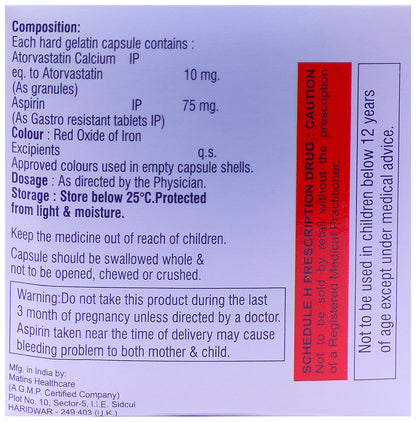 Composition:
Each hard gelatin capsule contains :
Atorvastatin Calcium IP
eq. to Atorvastatin 10 mg.
(As granules)
Aspirin IP 75 mg.
(As Gastro resistant tablets IP)
Colour : Red Oxide of Iron
Excipients q.s.
Approved colours used in empty capsule shells.
Dosage : As directed by the Physician.
Storage : Store below 25°C.Protected
from light & moisture.
Keep the medicine out of reach of children.
Capsule should be swallowed whole &
not to be opened, chewed or crushed.
Warning:Do not take this product during the last
3 month of pregnancy unless directed by a doctor.
Aspirin taken near the time of delivery may cause
bleeding problem to both mother & child.
Mfg. in India by:
Matins Healthcare
(A G.M.P. Certified Company)
Plot No. 10, Sector-5, I.I.E. Sidcul
HARIDWAR - 249 403 (U.K.)
SCHEDULE H PRESCRIPTION DRUG : CAUTION
Not to be sold by retail without the prescription
of a Registered Medical Practitioner.
Not to be used in children below 12 years
of age except under medical advice.